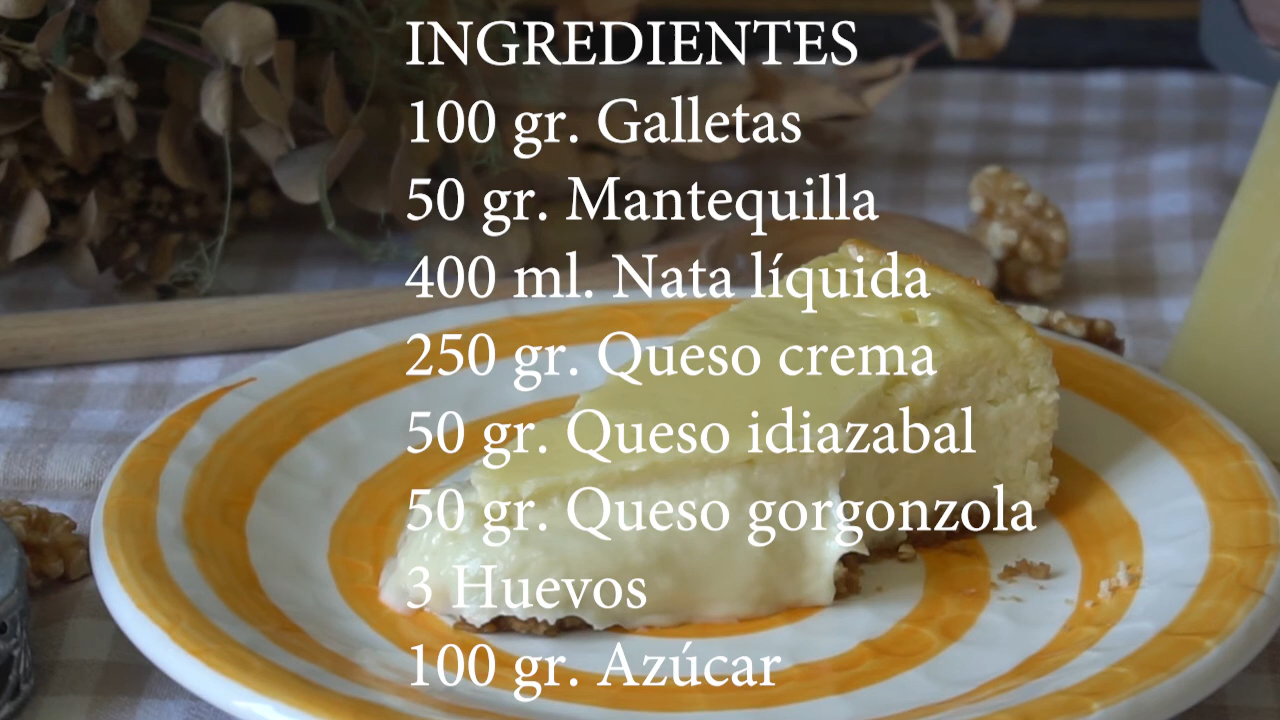 INGREDIENTES
100 gr. Galletas
50 gr. Mantequilla
400 ml. Nata líquida
250 gr. Queso crema
50 gr. Queso idiazabal
50 gr. Queso gorgonzola
3 Huevos
100 gr. Azúcar